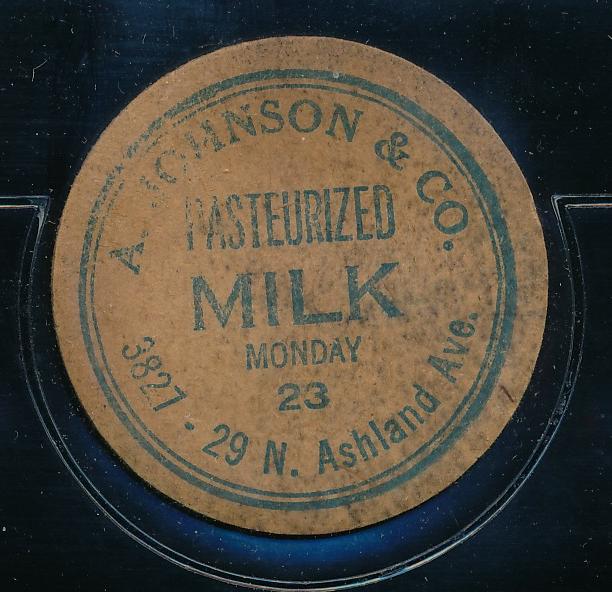 A. JOHNSON & CO.
PASTEURIZED
MILK
MONDAY
23
3827 - 29 N. Ashland Ave.